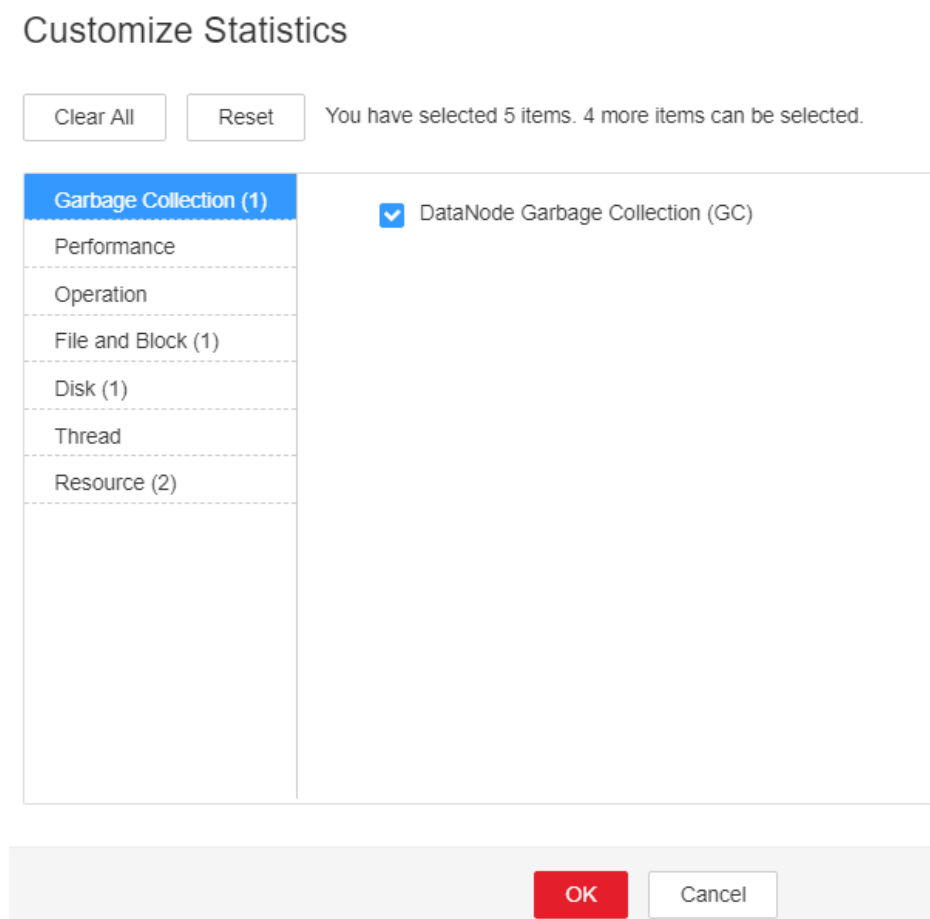 Customize Statistics
Clear All
Reset
You have selected 5 items. 4 more items can be selected.
Garbage Collection (1)
DataNode Garbage Collection (GC)
Performance
Operation
File and Block (1)
Disk (1)
Thread
Resource (2)
OK
Cancel